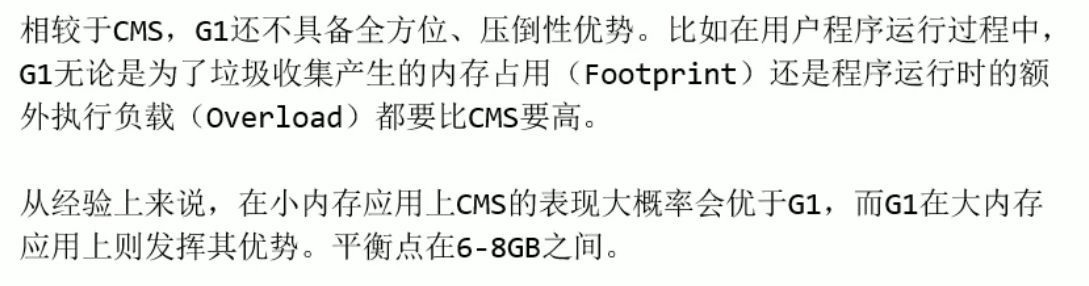 相较于CMS，G1还不具备全方位、压倒性优势。比如在用户程序运行过程中，
G1无论是为了垃圾收集产生的内存占用（Footprint）还是程序运行时的额
外执行负载（Overload）都要比CMS要高。
从经验上来说，在小内存应用上CMS的表现大概率会优于G1，而G1在大内存
应用上则发挥其优势。平衡点在6-8GB之间。